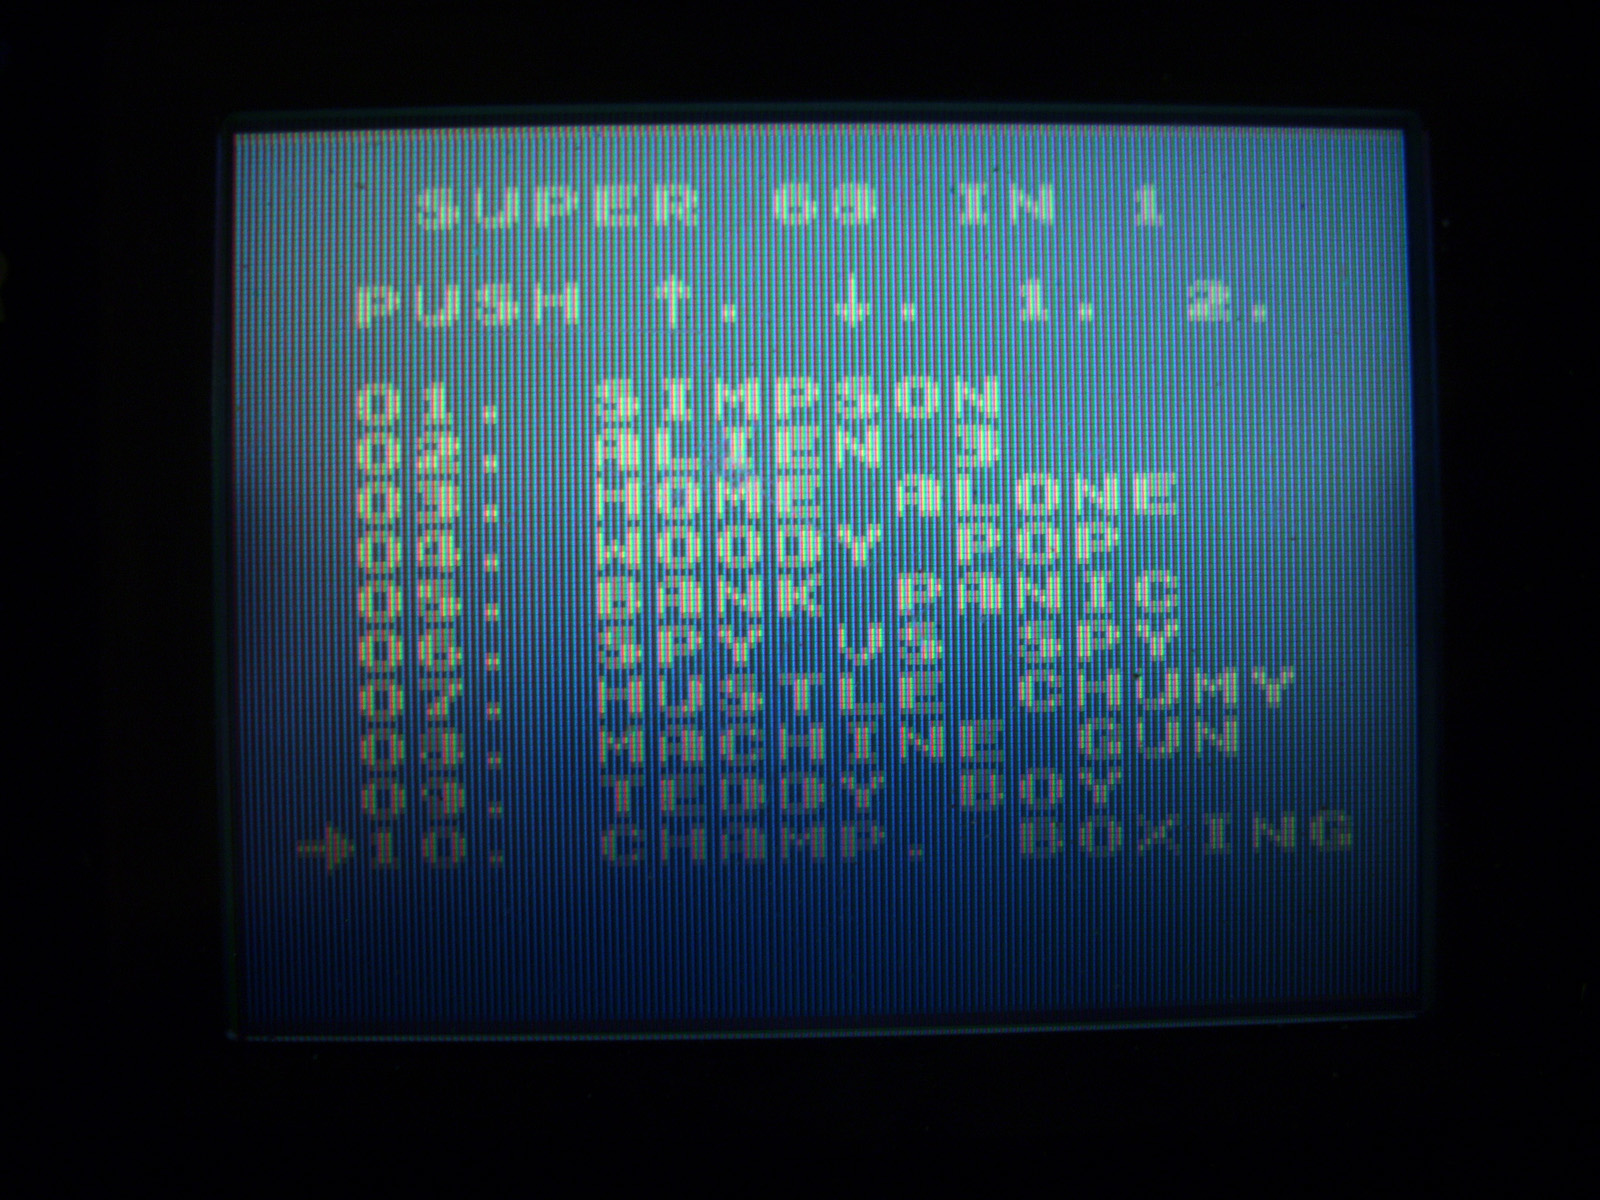 SUPER 68 IN 1
PUSH ↑. ↓. 1. 2.
01. SIMPSON
02. ALIEN 3
03. HOME ALONE
04. WOODY POP
05. BANK PANIC
06. SPY VS SPY
07. HUSTLE CHUMY
08. MACHINE GUN
09. TEDDY BOY
→10. CHAMP. BOXING